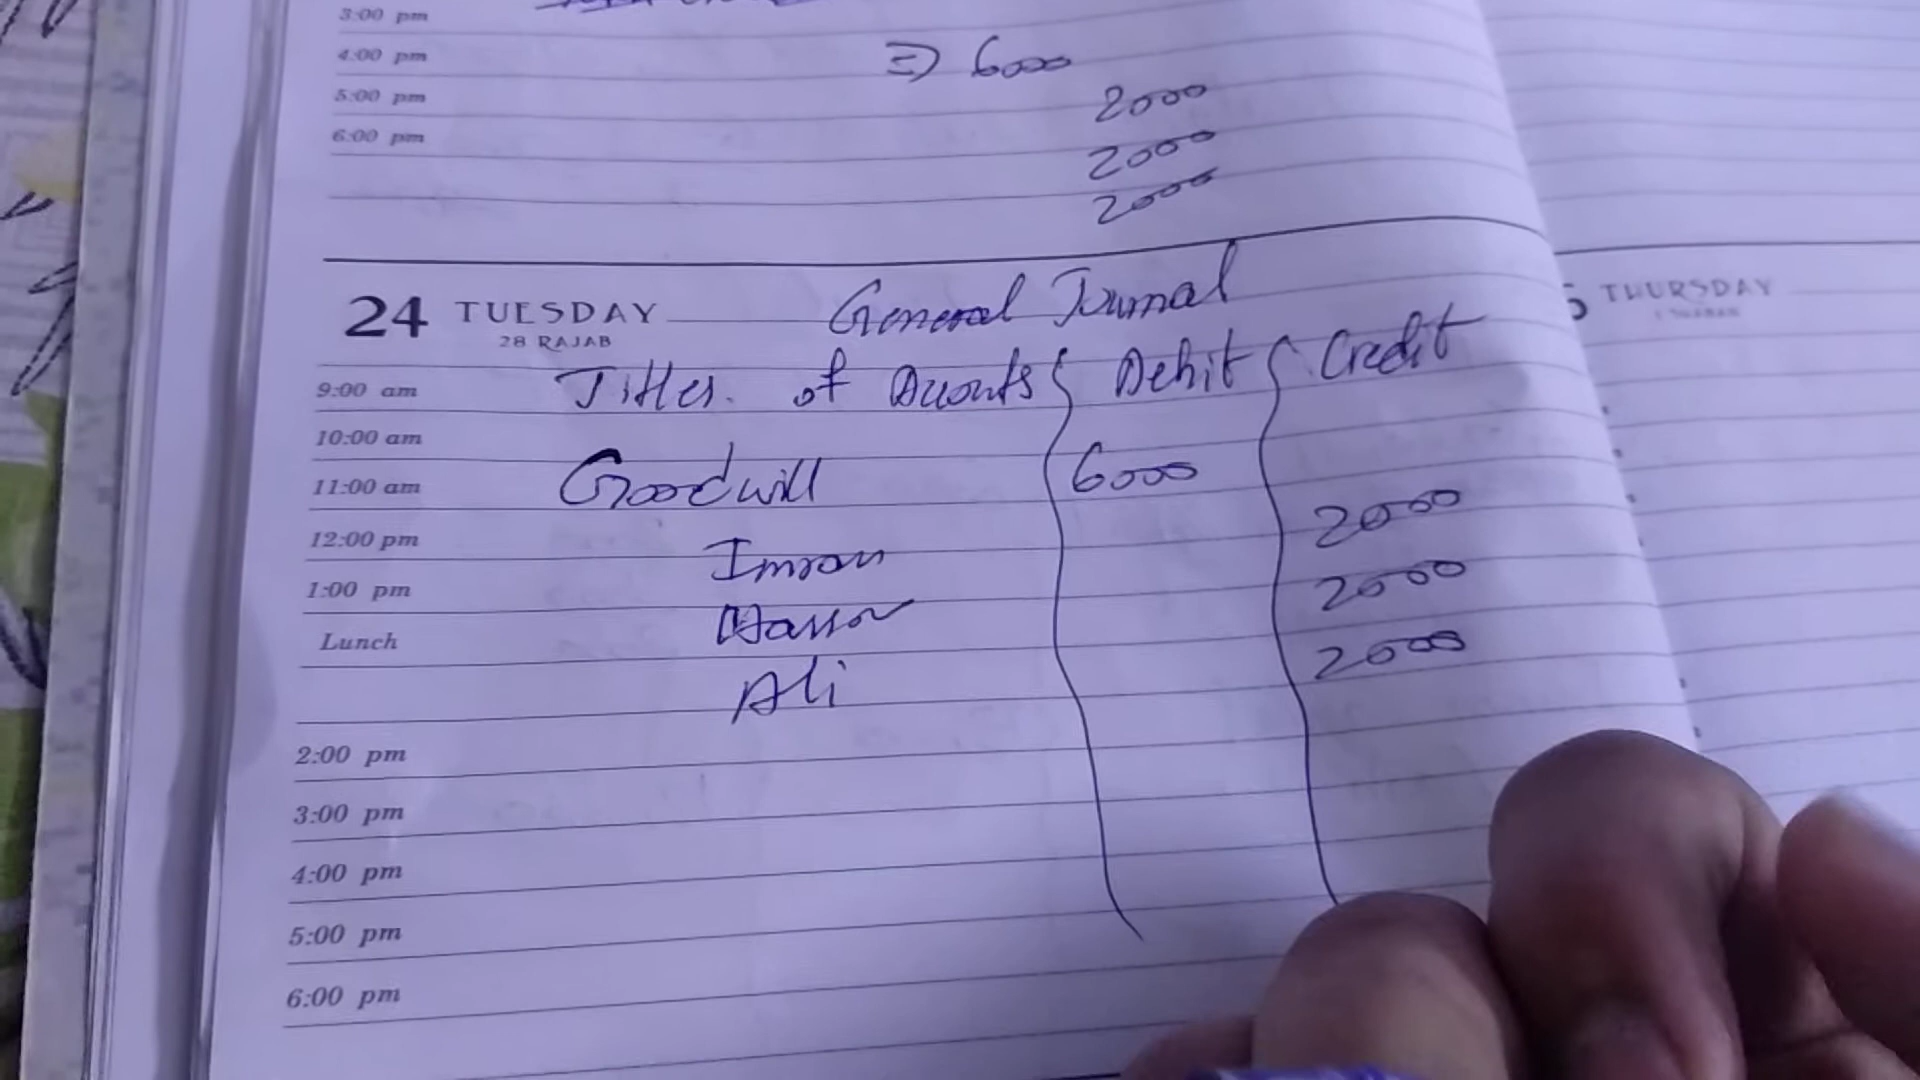 3:00 pm
4:00 pm => 6000
5:00 pm 2000
6:00 pm 2000
2000
24 TUESDAY General Journal
28 RAJAB
THURSDAY
9:00 am Titles. of Accounts Debit Credit
10:00 am
11:00 am Goodwill 6000
12:00 pm Imran 2000
1:00 pm Hassan 2000
Lunch Ali 2000
2:00 pm
3:00 pm
4:00 pm
5:00 pm
6:00 pm